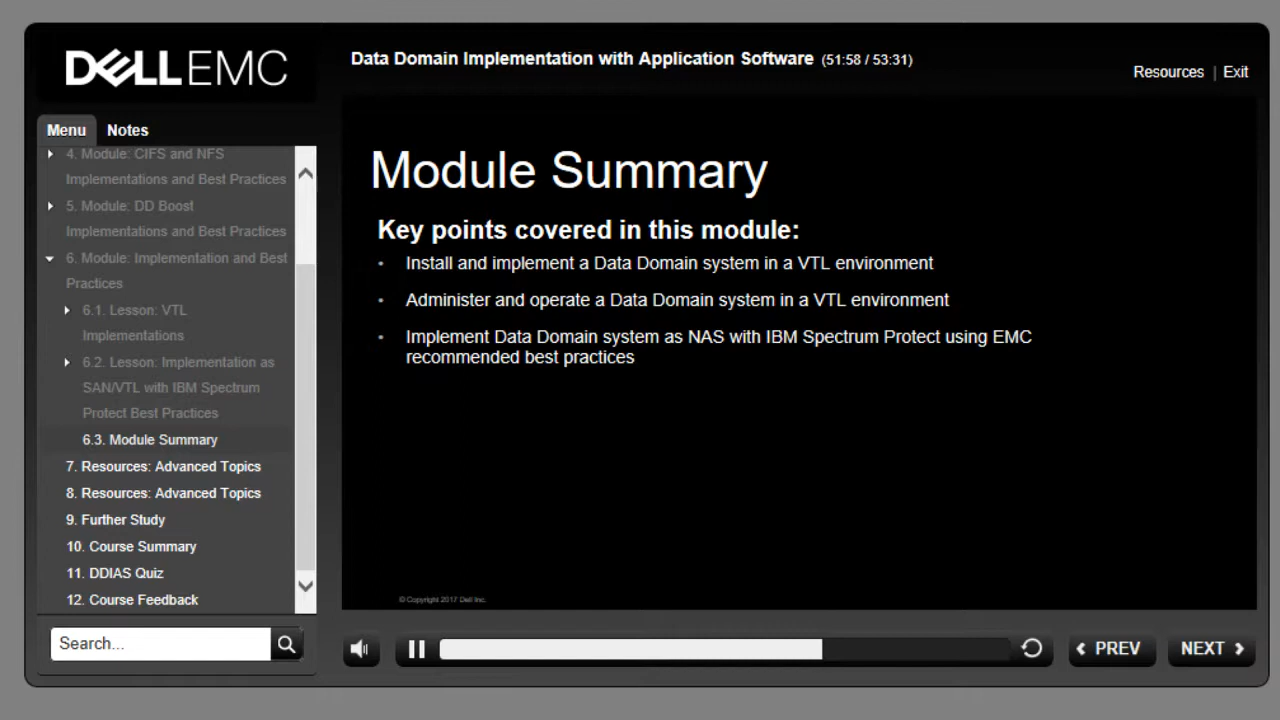 DELL EMC
Data Domain Implementation with Application Software (51:58 / 53:31)
Resources | Exit
Menu Notes
4. Module: CIFS and NFS
Implementations and Best Practices
5. Module: DD Boost
Implementations and Best Practices
6. Module: Implementation and Best
Practices
6.1. Lesson: VTL
Implementations
6.2. Lesson: Implementation as
SAN/VTL with IBM Spectrum
Protect Best Practices
6.3. Module Summary
7. Resources: Advanced Topics
8. Resources: Advanced Topics
9. Further Study
10. Course Summary
11. DDIAS Quiz
12. Course Feedback
Search...
Module Summary
Key points covered in this module:
• Install and implement a Data Domain system in a VTL environment
• Administer and operate a Data Domain system in a VTL environment
• Implement Data Domain system as NAS with IBM Spectrum Protect using EMC
recommended best practices
© Copyright 2017 Dell Inc.
PREV
NEXT